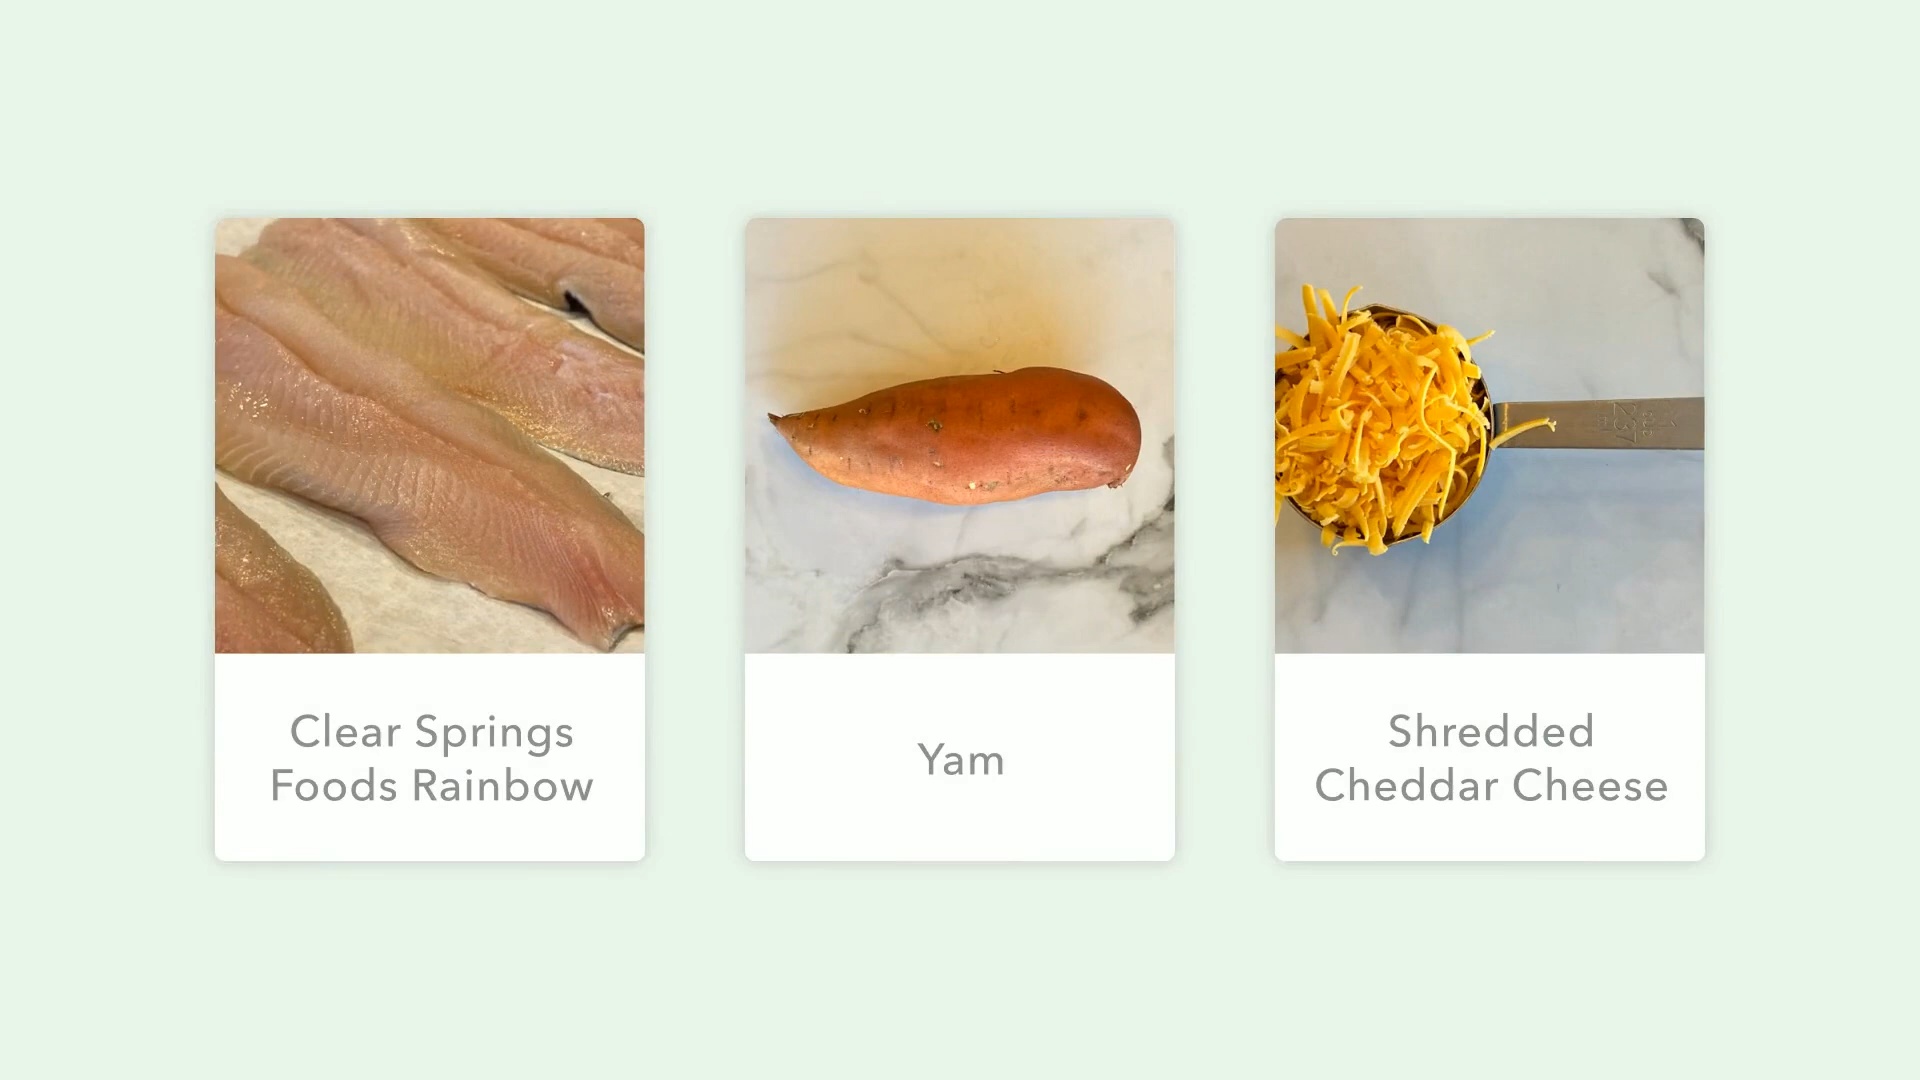 Clear Springs
Foods Rainbow
Yam
Shredded
Cheddar Cheese